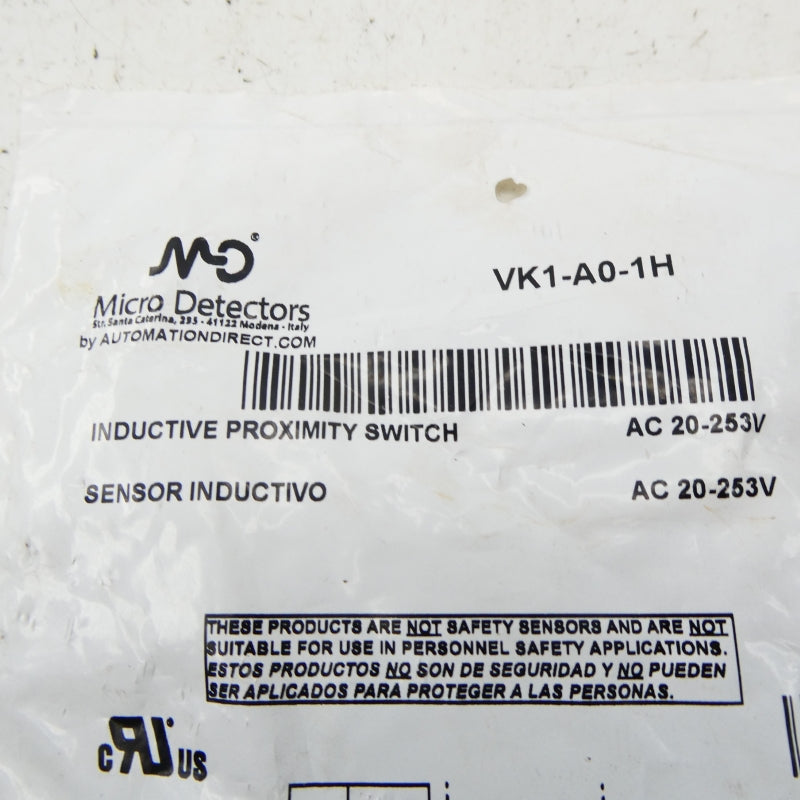 MD®
VK1-A0-1H
Micro Detectors
Str. Santa Caterina, 235 - 41122 Modena - Italy
by AUTOMATIONDIRECT.COM
INDUCTIVE PROXIMITY SWITCH AC 20-253V
SENSOR INDUCTIVO AC 20-253V
THESE PRODUCTS ARE NOT SAFETY SENSORS AND ARE NOT
SUITABLE FOR USE IN PERSONNEL SAFETY APPLICATIONS.
ESTOS PRODUCTOS NO SON DE SEGURIDAD Y NO PUEDEN
SER APLICADOS PARA PROTEGER A LAS PERSONAS.
c RU US